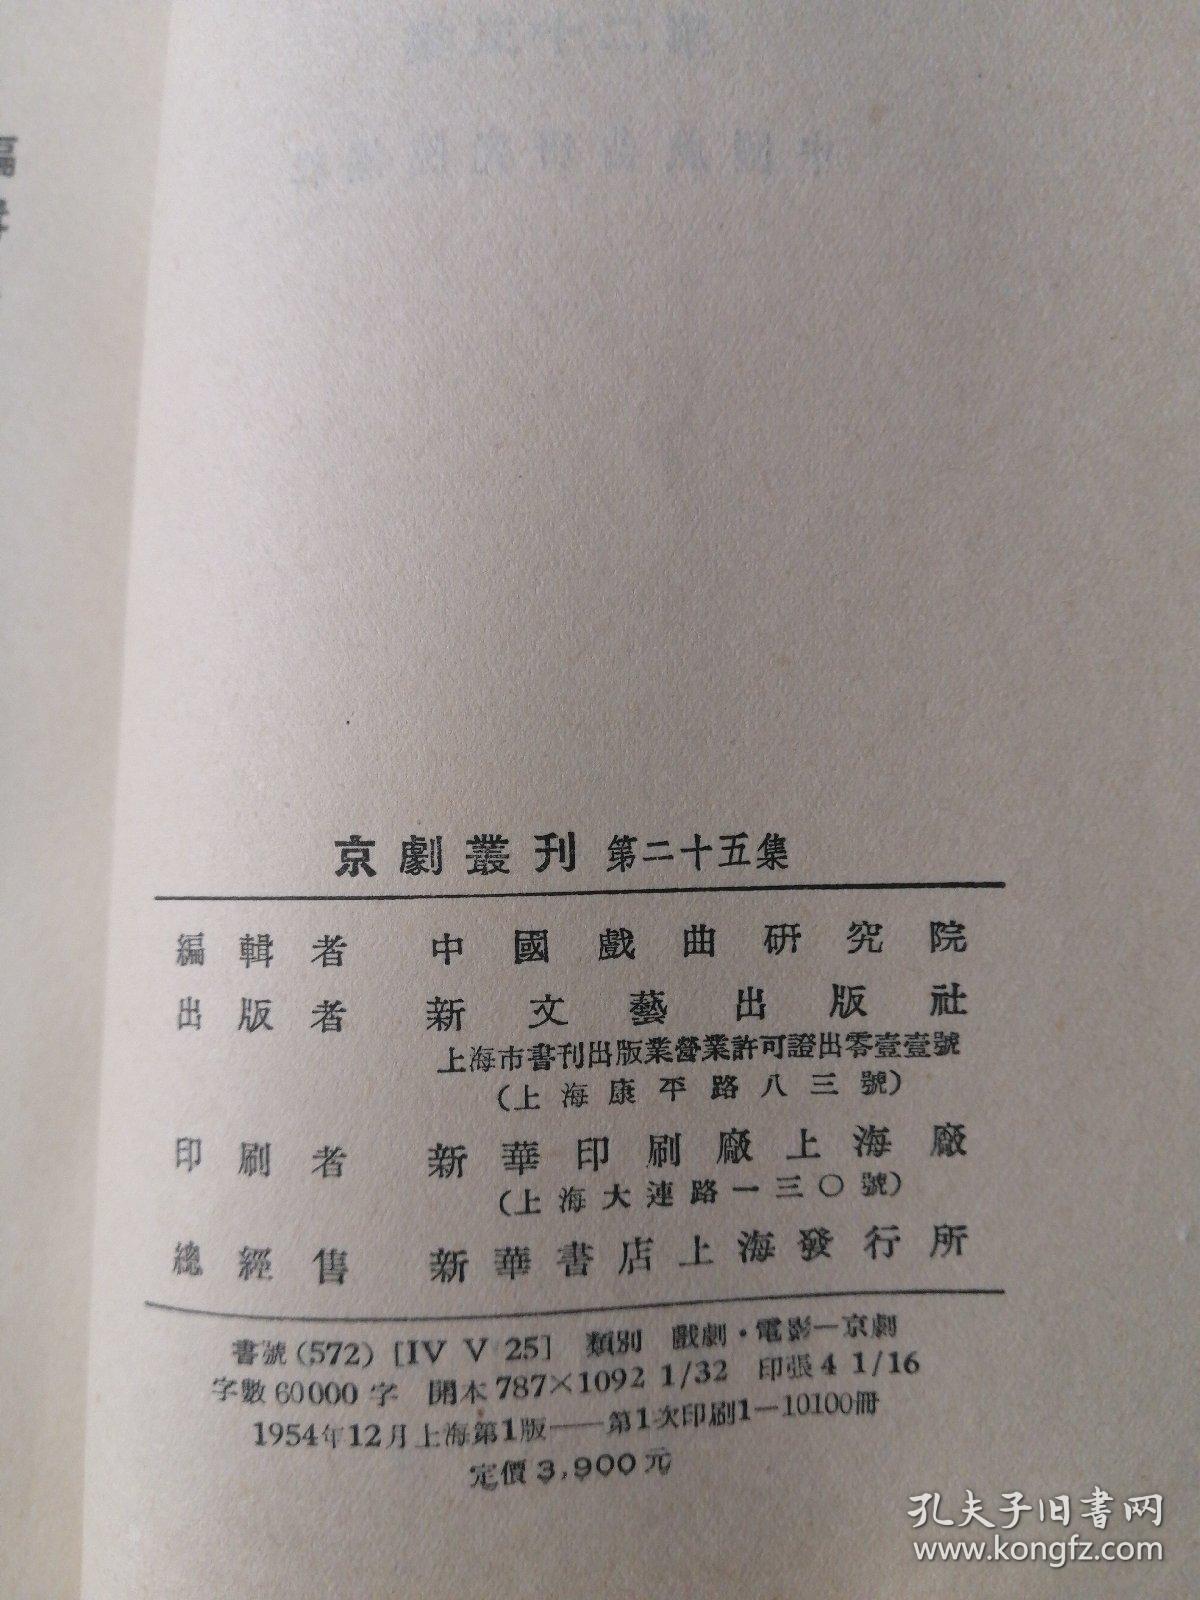 京劇叢刊 第二十五集
編輯者 中國戲曲研究院
出版者 新文藝出版社
上海市書刊出版業營業許可證出零壹壹號
(上海康平路八三號)
印刷者 新華印刷廠上海廠
(上海大連路一三〇號)
總經售 新華書店上海發行所
書號(572) [IV V 25] 類別 戲劇·電影—京劇
字數60000字 開本787×1092 1/32 印張4 1/16
1954年12月上海第1版——第1次印刷1—10100冊
定價3,900元
孔夫子旧书网
www.kongfz.com